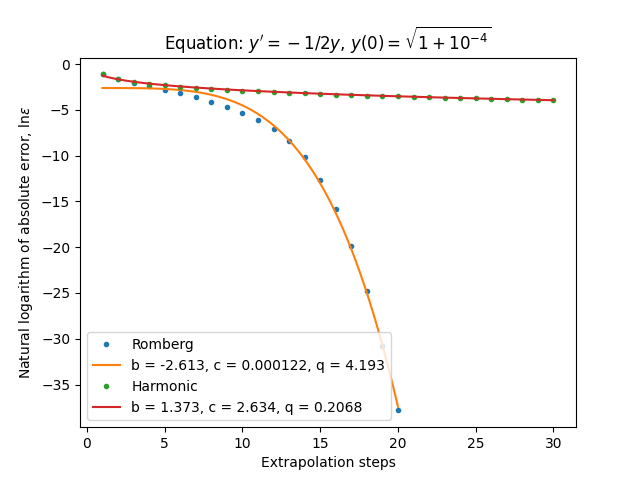 Equation: y′ = −1/2y, y(0) = √1 + 10⁻⁴
Natural logarithm of absolute error, lnε
0
−5
−10
−15
−20
−25
−30
−35
Romberg
b = -2.613, c = 0.000122, q = 4.193
Harmonic
b = 1.373, c = 2.634, q = 0.2068
0 5 10 15 20 25 30
Extrapolation steps